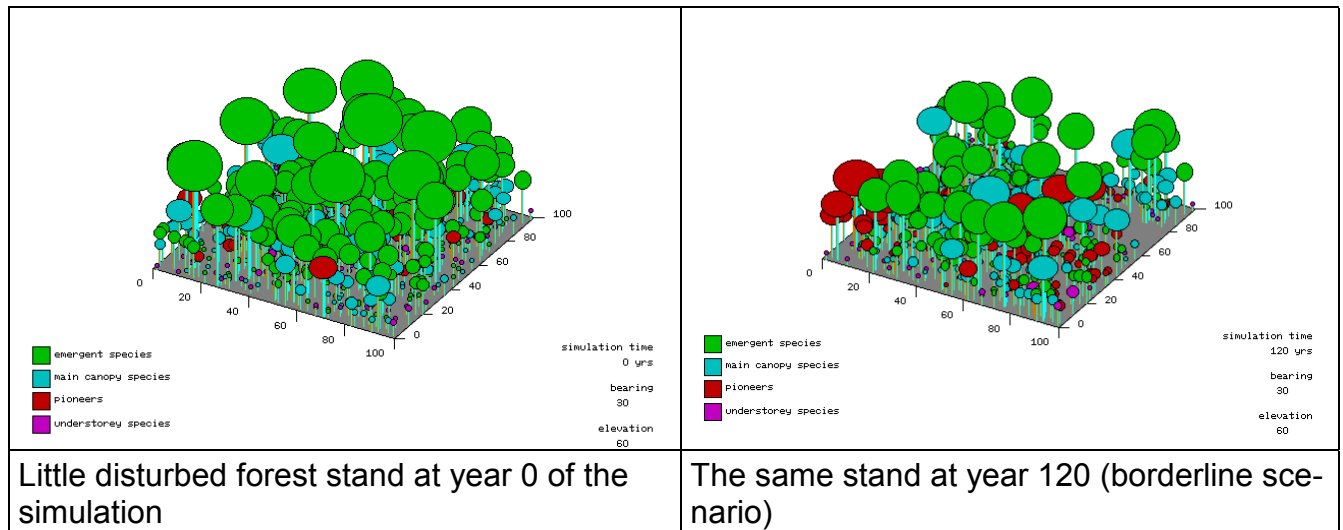 100
80
60
40
20
0
0
20
40
60
80
100
emergent species
main canopy species
pioneers
understorey species
simulation time
0 yrs
bearing
30
elevation
60
100
80
60
40
20
0
0
20
40
60
80
100
emergent species
main canopy species
pioneers
understorey species
simulation time
120 yrs
bearing
30
elevation
60
Little disturbed forest stand at year 0 of the
simulation
The same stand at year 120 (borderline sce-
nario)